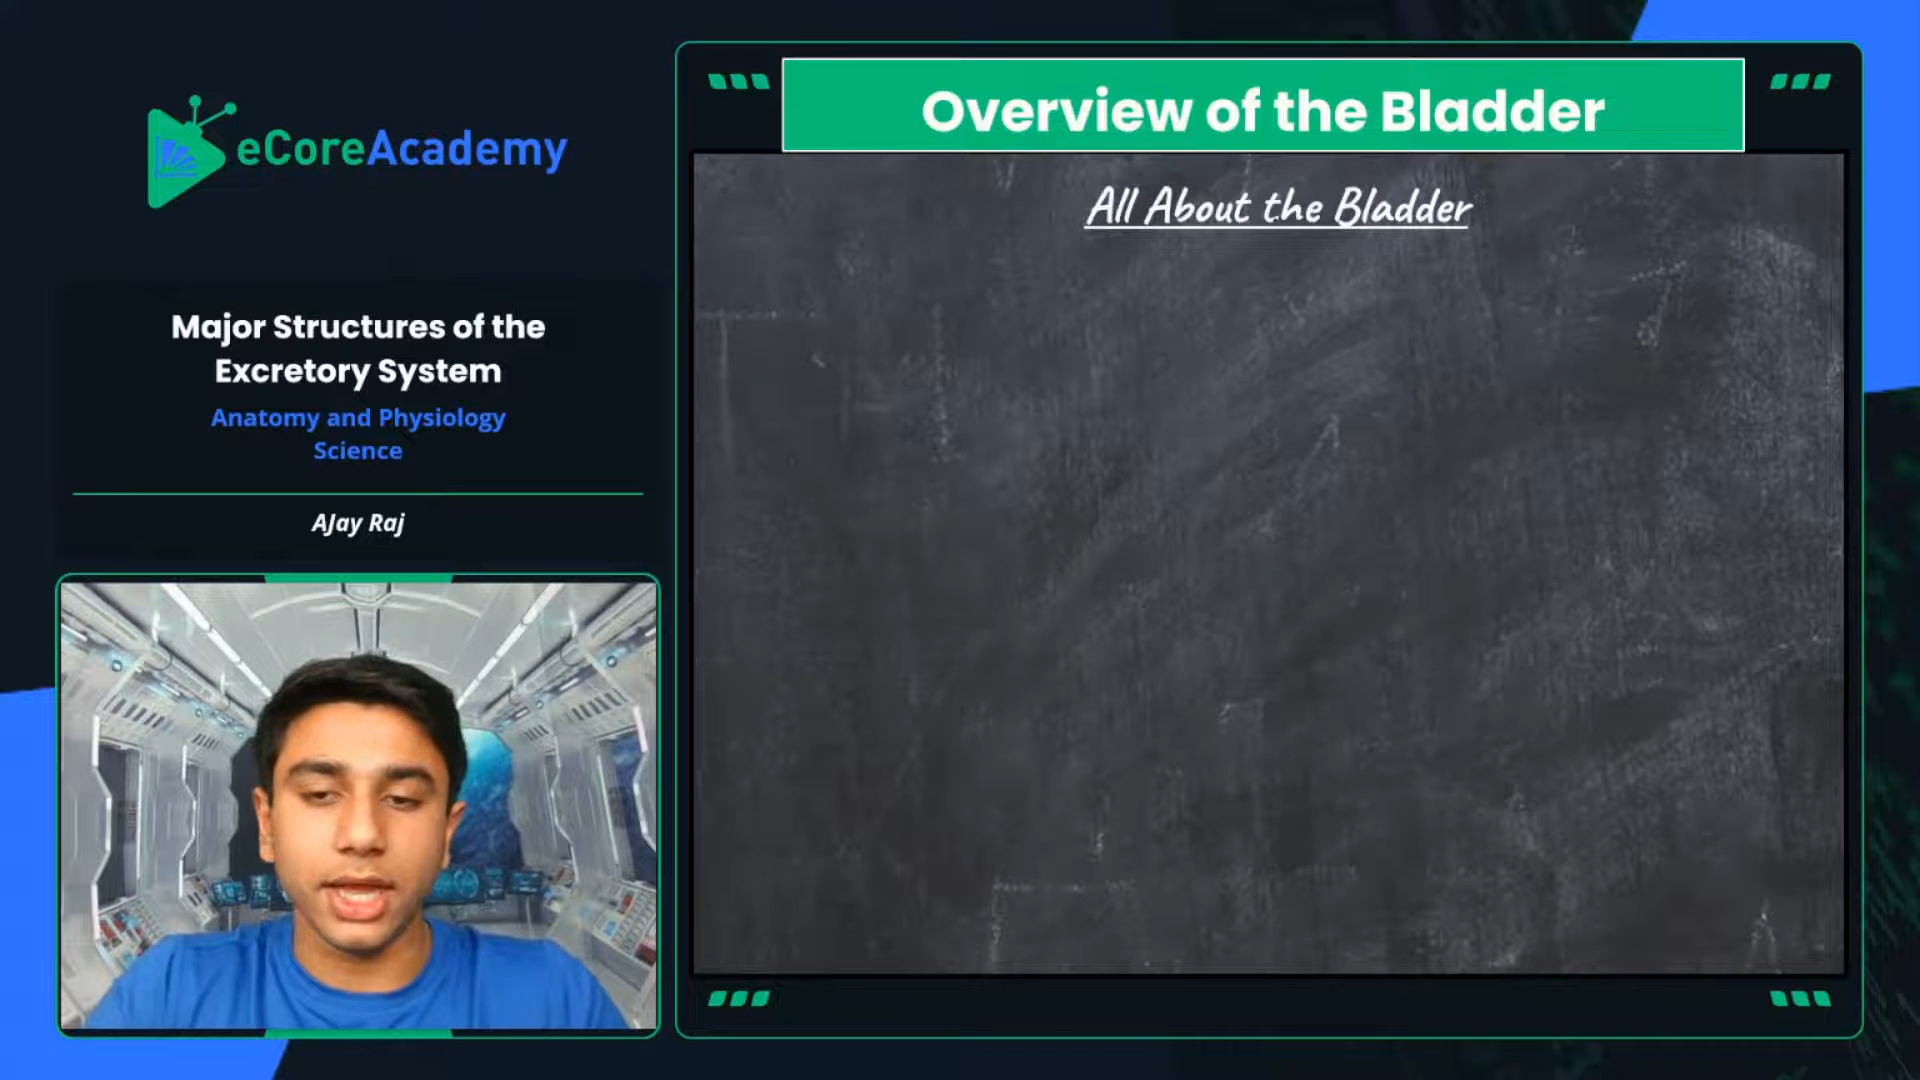 eCoreAcademy
Major Structures of the
Excretory System
Anatomy and Physiology
Science
AJay Raj
Overview of the Bladder
All About the Bladder